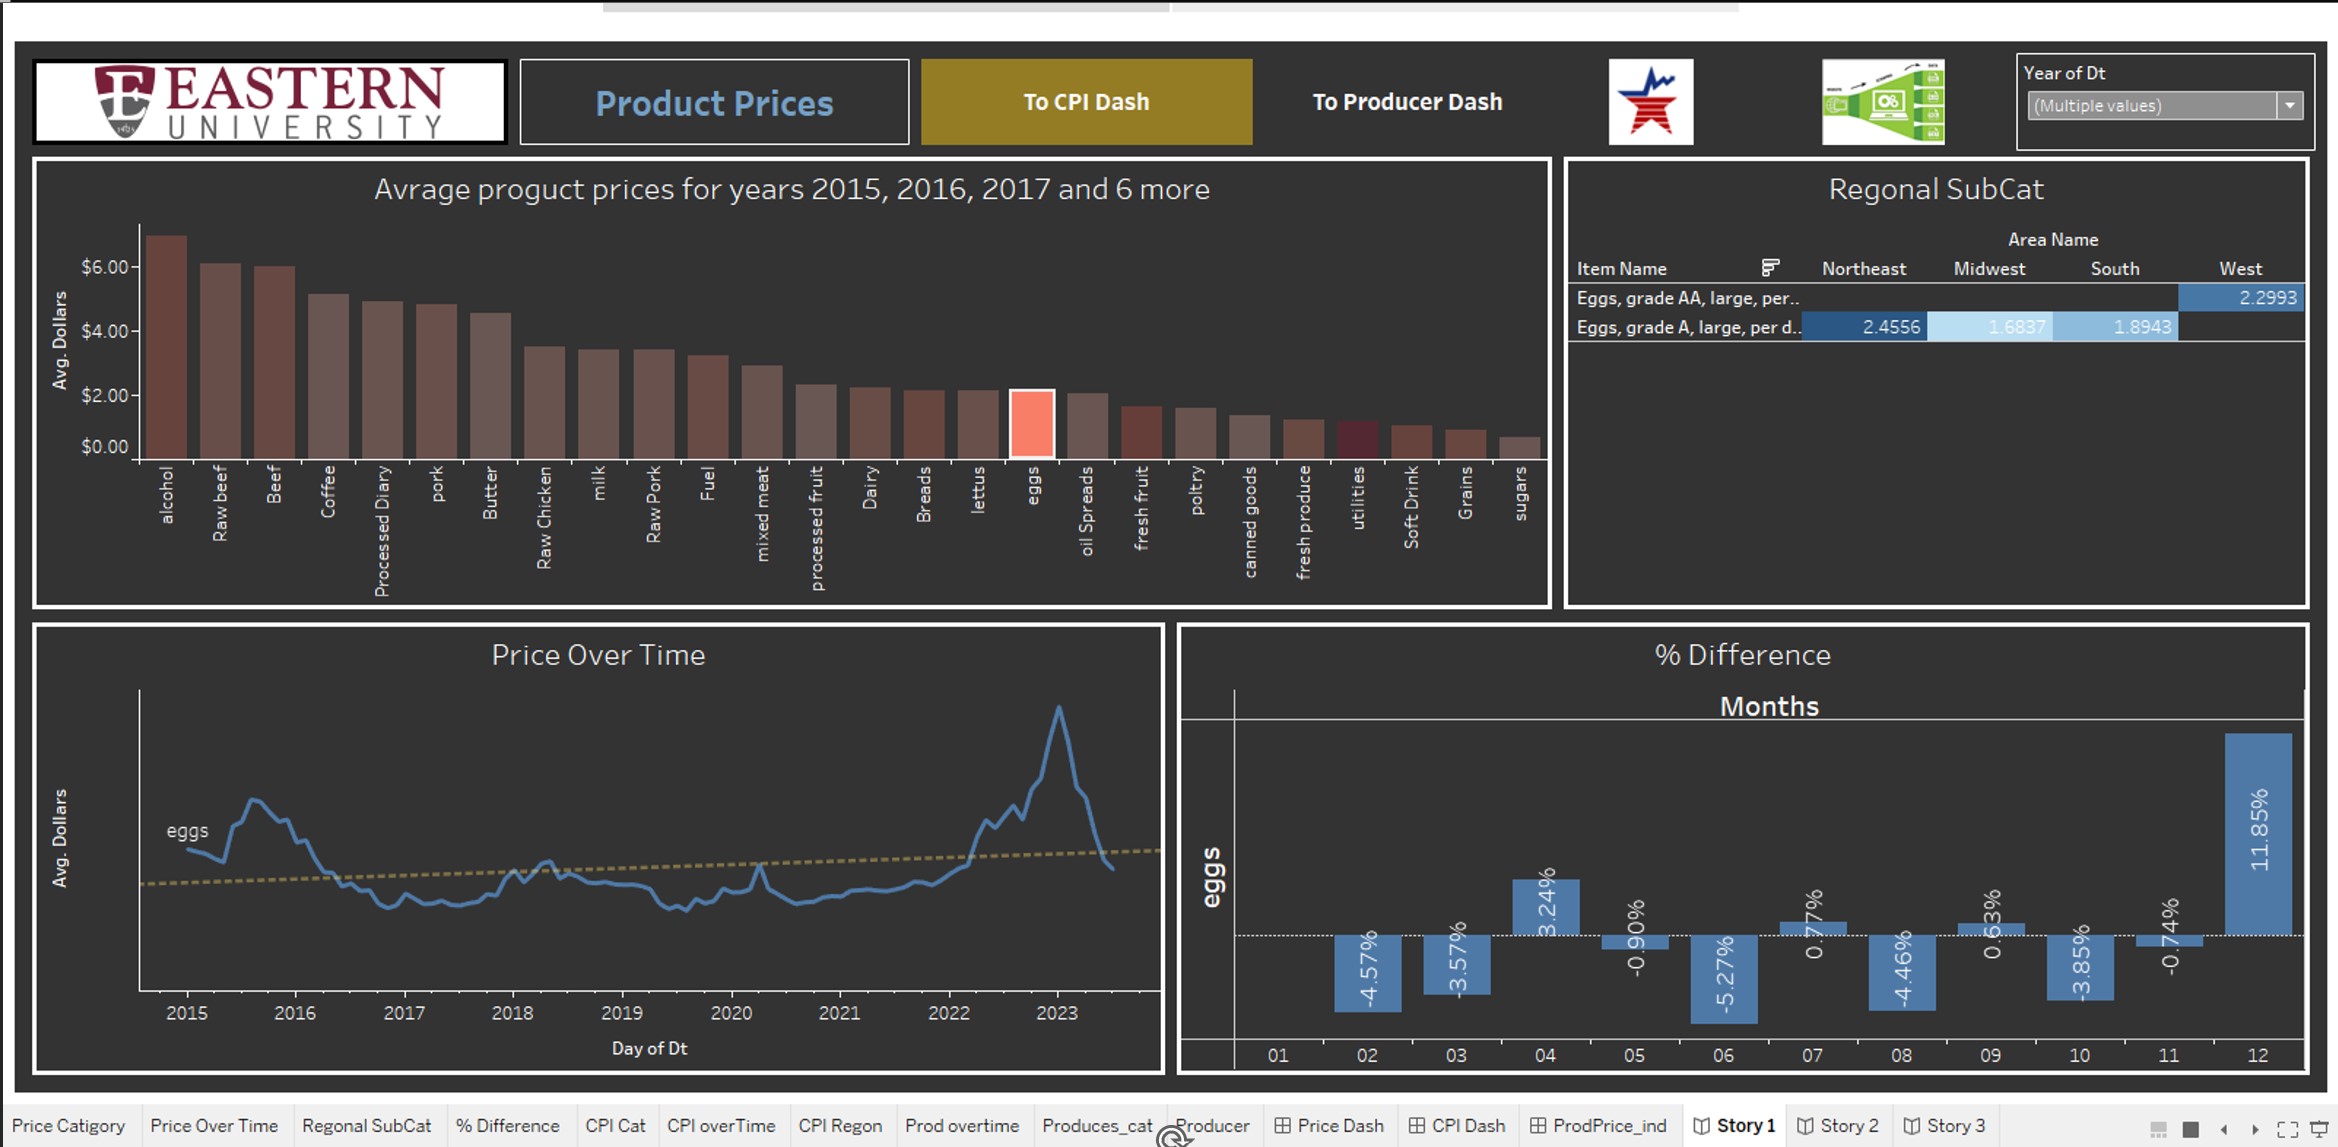 EASTERN
UNIVERSITY
Product Prices
To CPI Dash
To Producer Dash
Year of Dt
(Multiple values)
Avrage proguct prices for years 2015, 2016, 2017 and 6 more
Avg. Dollars
$6.00
$4.00
$2.00
$0.00
alcohol
Raw beef
Beef
Coffee
Processed Diary
pork
Butter
Raw Chicken
milk
Raw Pork
Fuel
mixed meat
processed fruit
Dairy
Breads
lettus
eggs
oil Spreads
fresh fruit
poltry
canned goods
fresh produce
utilities
Soft Drink
Grains
sugars
Regonal SubCat
Area Name
Item Name Northeast Midwest South West
Eggs, grade AA, large, per.. 2.2993
Eggs, grade A, large, per d.. 2.4556 1.6837 1.8943
Price Over Time
Avg. Dollars
eggs
2015 2016 2017 2018 2019 2020 2021 2022 2023
Day of Dt
% Difference
Months
eggs
-4.57%
-3.57%
3.24%
-0.90%
-5.27%
0.77%
-4.46%
0.63%
-3.85%
-0.74%
11.85%
01 02 03 04 05 06 07 08 09 10 11 12
Price Catigory Price Over Time Regonal SubCat % Difference CPI Cat CPI overTime CPI Regon Prod overtime Produces_cat Producer Price Dash CPI Dash ProdPrice_ind Story 1 Story 2 Story 3